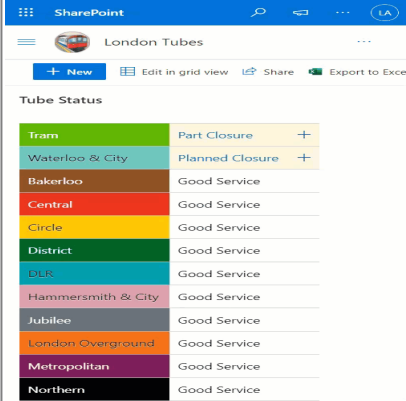 SharePoint
LA
London Tubes
+ New Edit in grid view Share Export to Exce
Tube Status
Tram Part Closure +
Waterloo & City Planned Closure +
Bakerloo Good Service
Central Good Service
Circle Good Service
District Good Service
DLR Good Service
Hammersmith & City Good Service
Jubilee Good Service
London Overground Good Service
Metropolitan Good Service
Northern Good Service